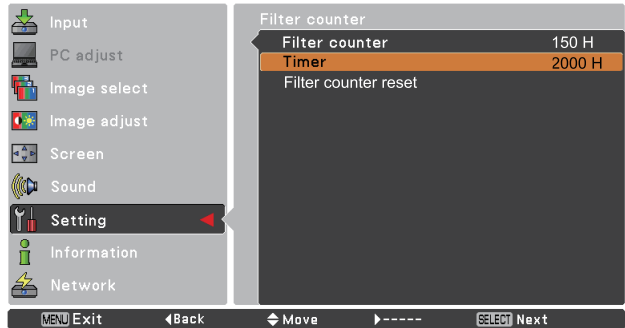 Input
PC adjust
Image select
Image adjust
Screen
Sound
Setting
Information
Network
Filter counter
Filter counter 150 H
Timer 2000 H
Filter counter reset
MENU Exit Back Move ----- SELECT Next